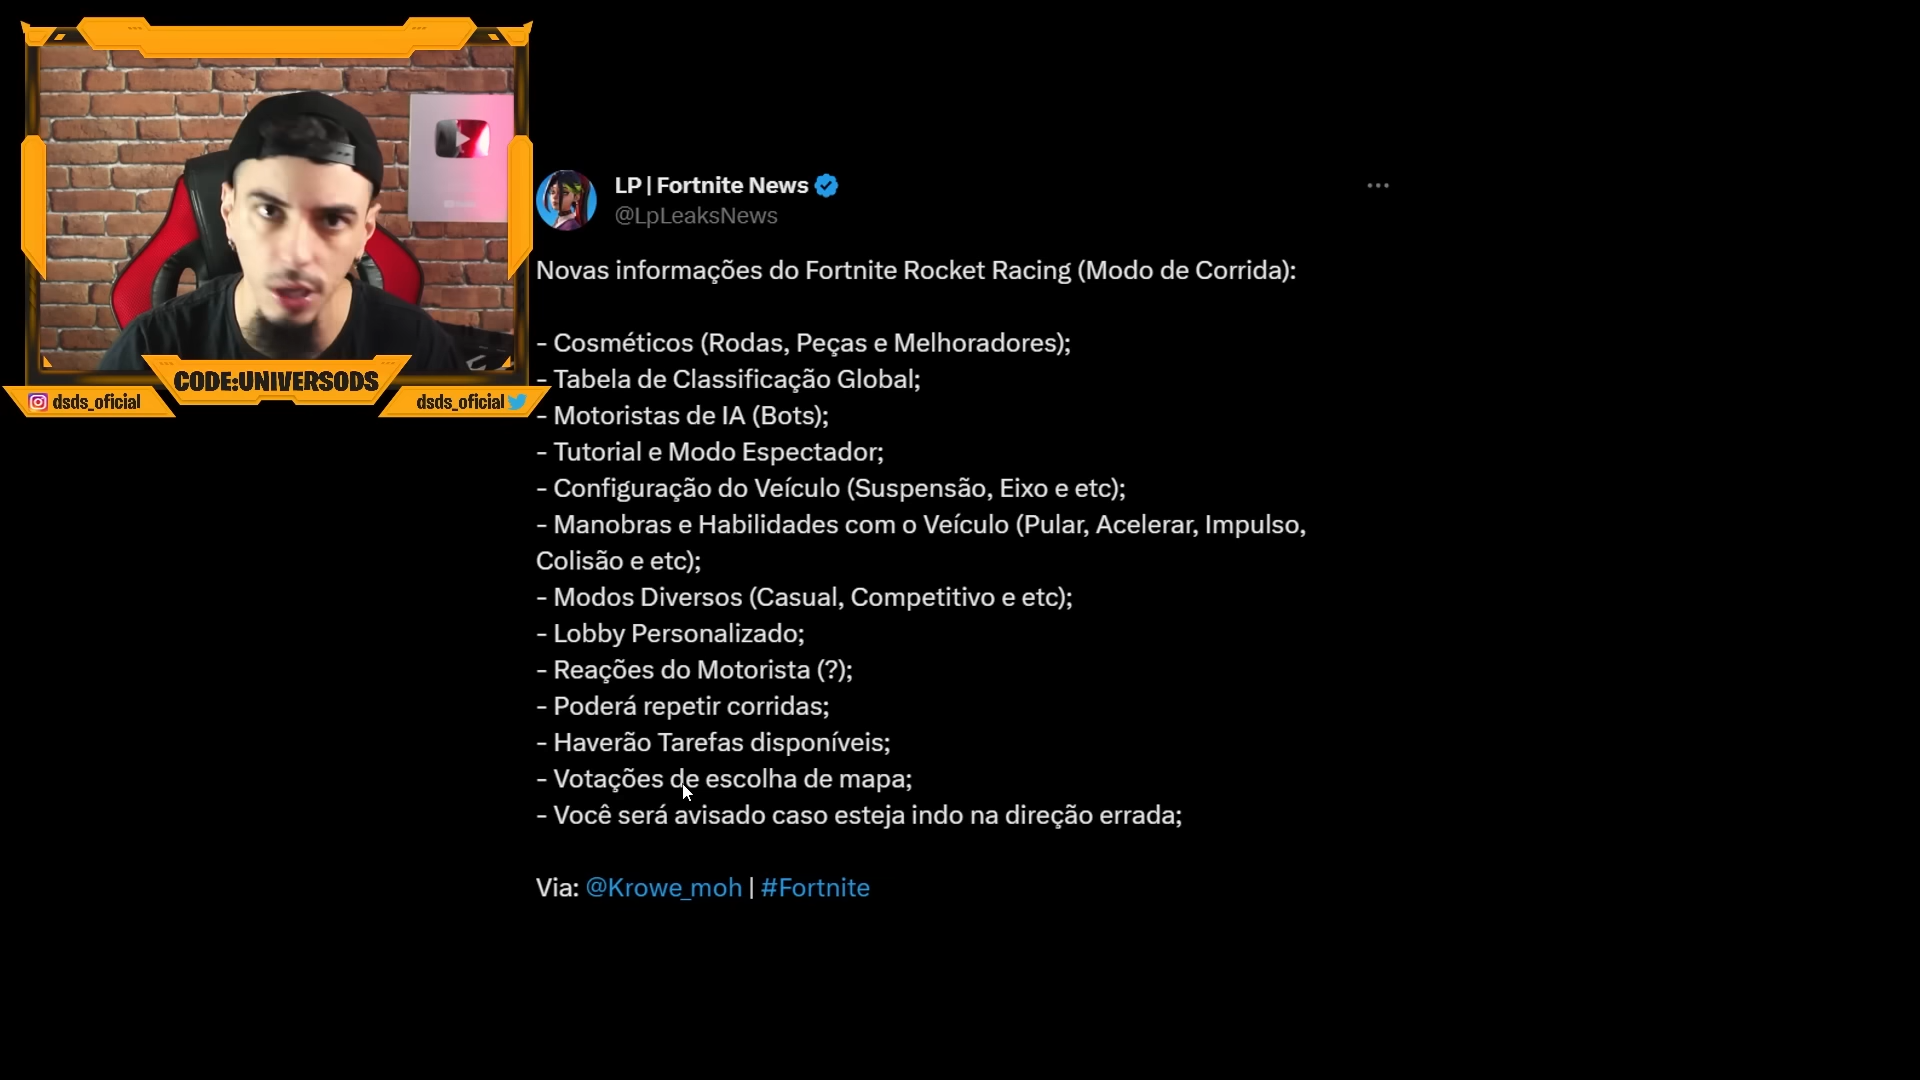 CODE:UNIVERSODS
dsds_oficial
dsds_oficial
LP | Fortnite News
@LpLeaksNews
Novas informações do Fortnite Rocket Racing (Modo de Corrida):
- Cosméticos (Rodas, Peças e Melhoradores);
- Tabela de Classificação Global;
- Motoristas de IA (Bots);
- Tutorial e Modo Espectador;
- Configuração do Veículo (Suspensão, Eixo e etc);
- Manobras e Habilidades com o Veículo (Pular, Acelerar, Impulso,
Colisão e etc);
- Modos Diversos (Casual, Competitivo e etc);
- Lobby Personalizado;
- Reações do Motorista (?);
- Poderá repetir corridas;
- Haverão Tarefas disponíveis;
- Votações de escolha de mapa;
- Você será avisado caso esteja indo na direção errada;
Via: @Krowe_moh | #Fortnite